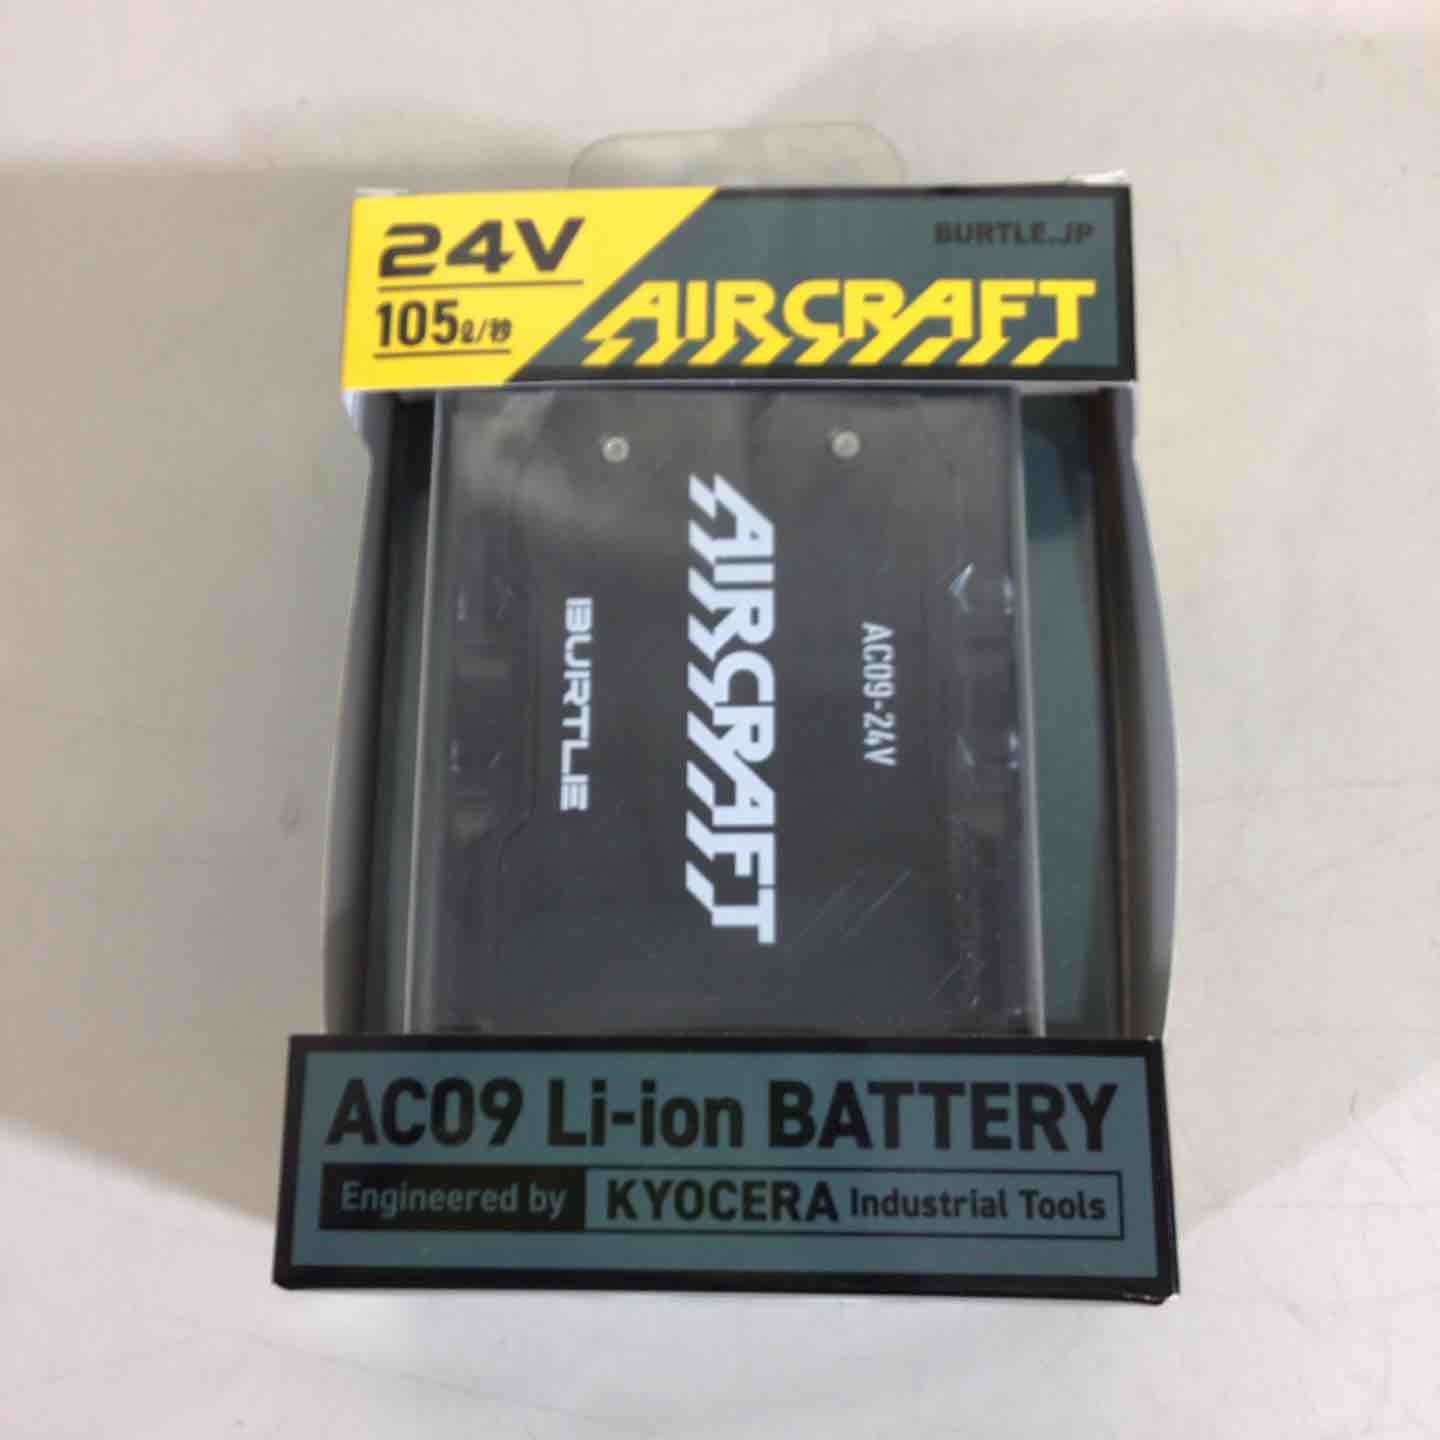 24V
105ℓ/秒
BURTLE.JP
AIRCRAFT
AIRCRAFT
BURTLE
AC09-24V
AC09 Li-ion BATTERY
Engineered by KYOCERA Industrial Tools